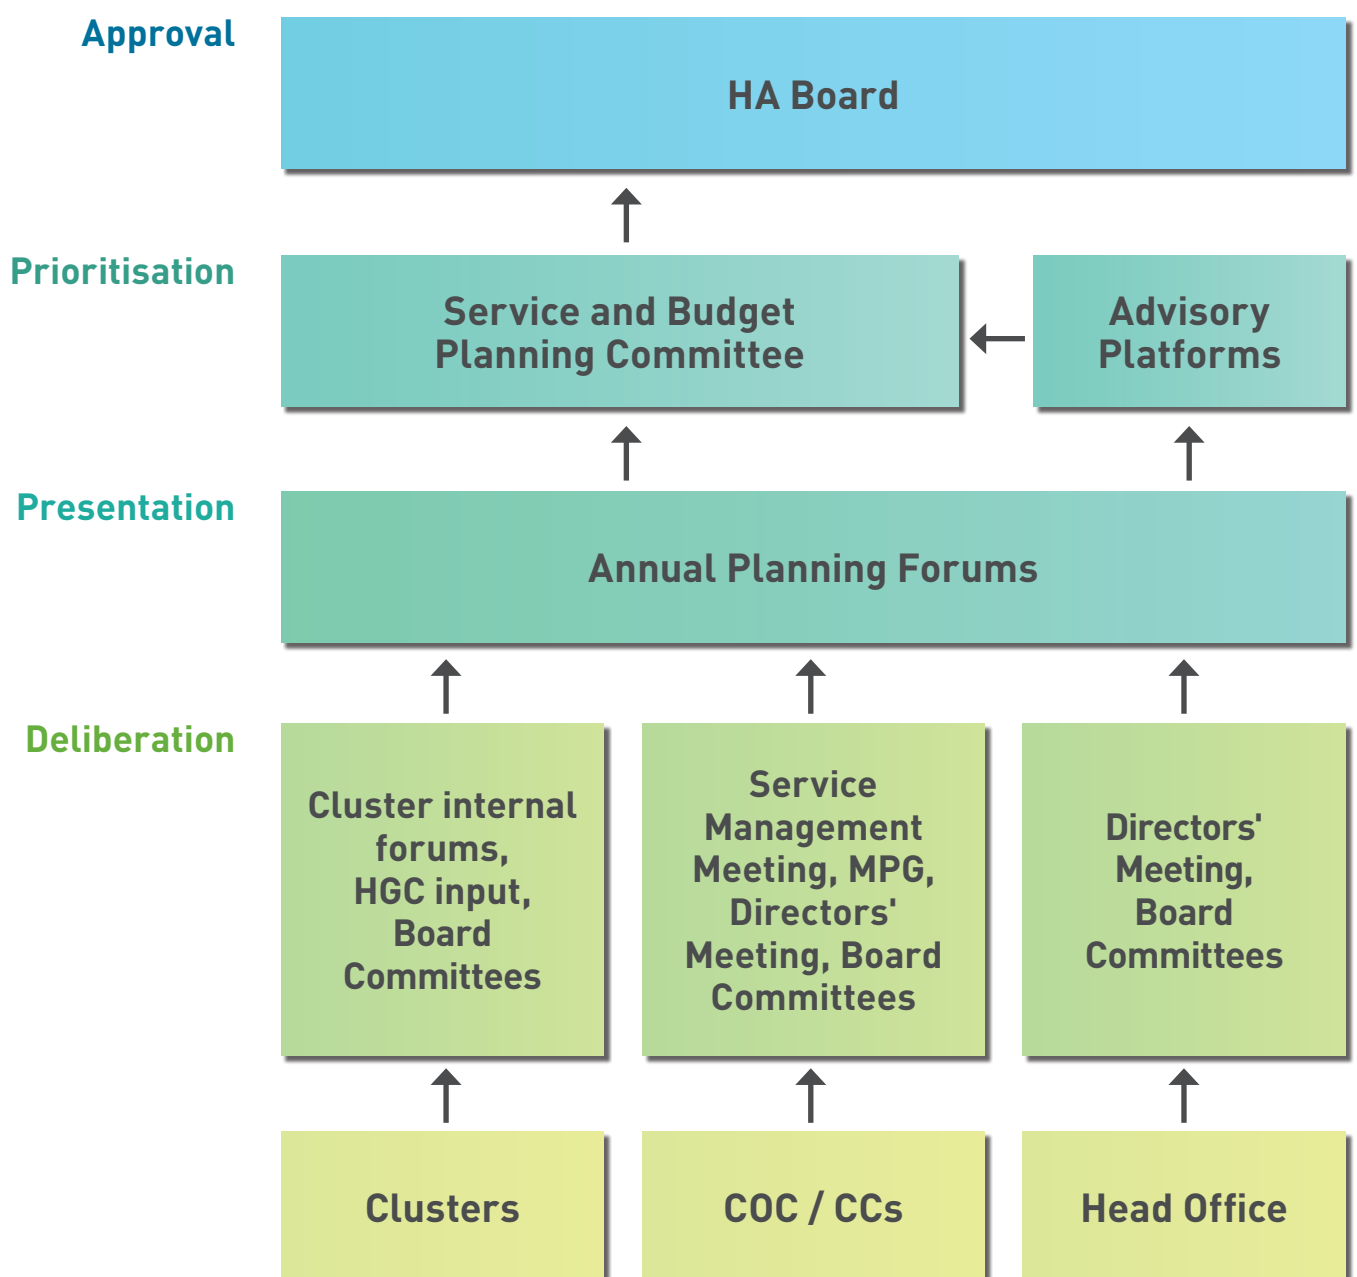 Approval
HA Board
Prioritisation
Service and Budget
Planning Committee
Advisory
Platforms
Presentation
Annual Planning Forums
Deliberation
Cluster internal
forums,
HGC input,
Board
Committees
Service
Management
Meeting, MPG,
Directors'
Meeting, Board
Committees
Directors'
Meeting,
Board
Committees
Clusters
COC / CCs
Head Office